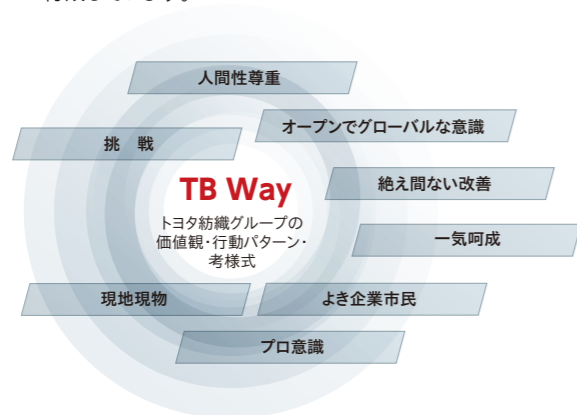 人間性尊重
オープンでグローバルな意識
挑　戦
TB Way
絶え間ない改善
トヨタ紡織グループの
価値観・行動パターン・
考様式
一気呵成
現地現物
よき企業市民
プロ意識